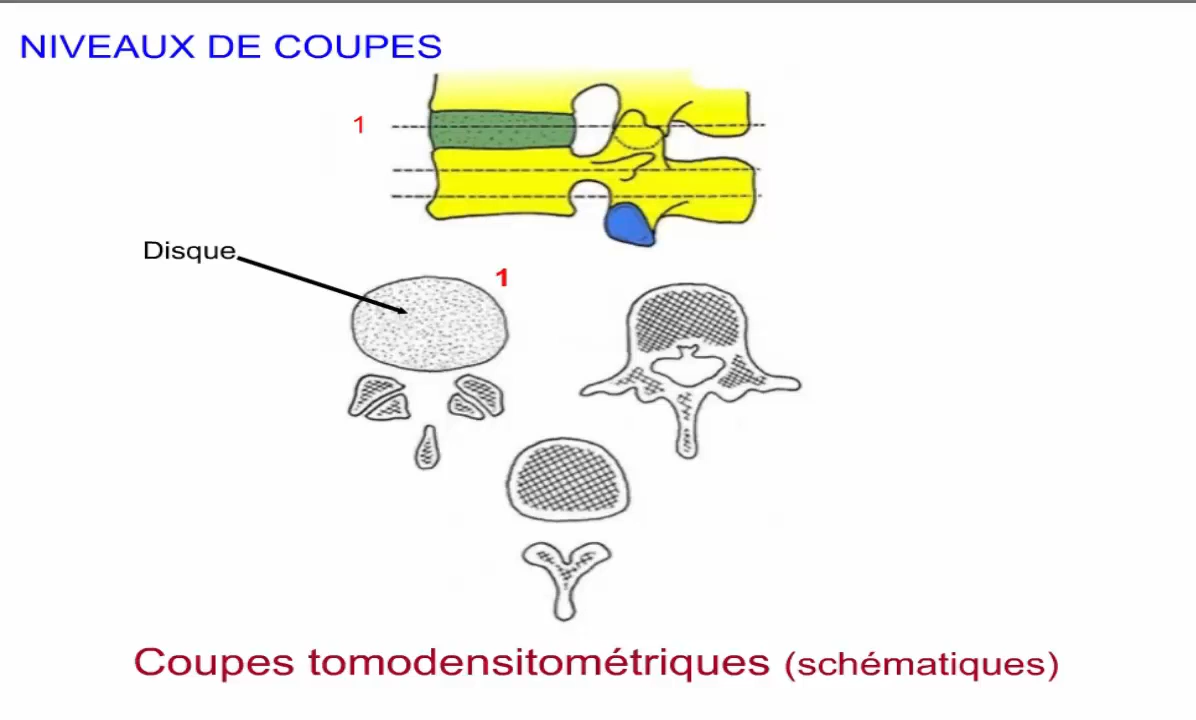 NIVEAUX DE COUPES
1
Disque
1
Coupes tomodensitométriques (schématiques)